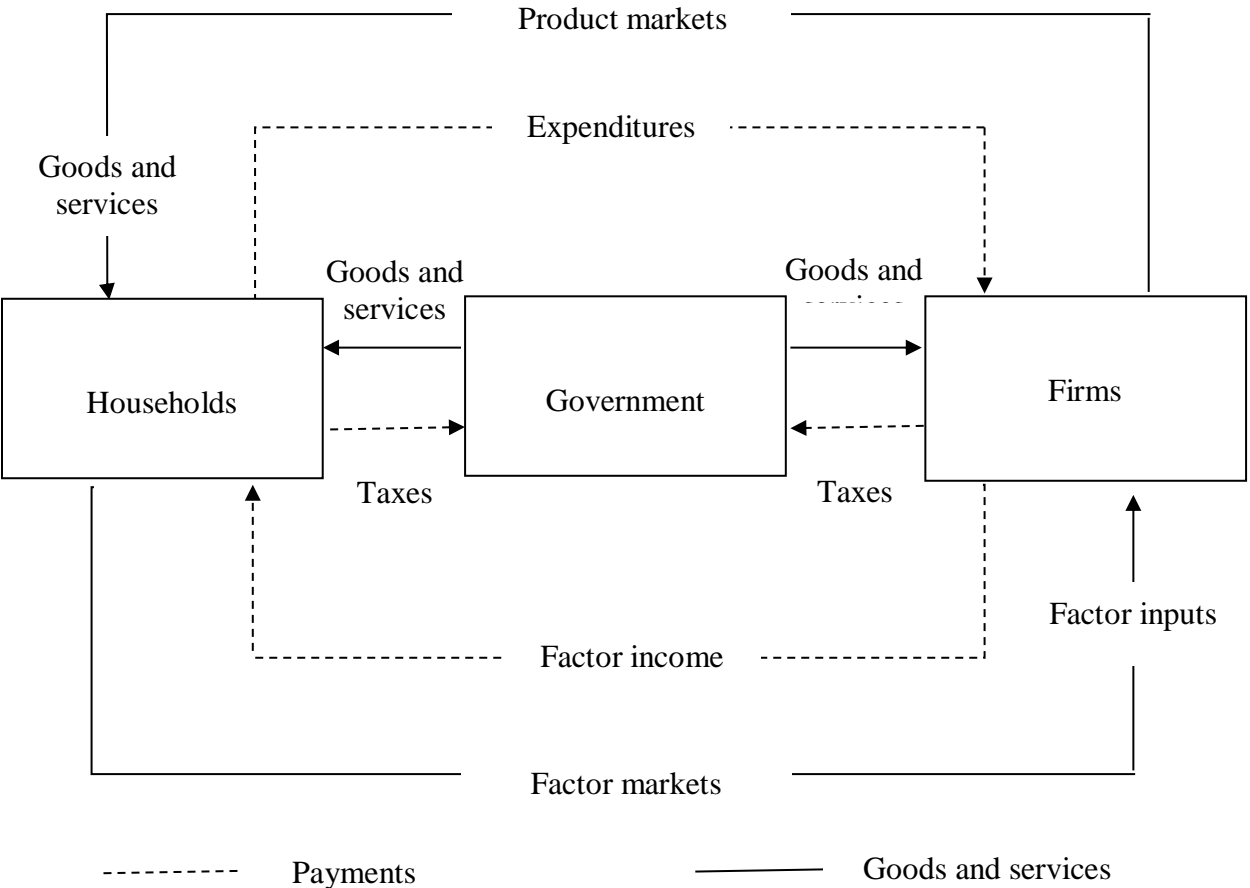 Product markets
Expenditures
Goods and
services
Goods and
services
Goods and
Households
Government
Firms
Taxes
Taxes
Factor inputs
Factor income
Factor markets
Payments
Goods and services